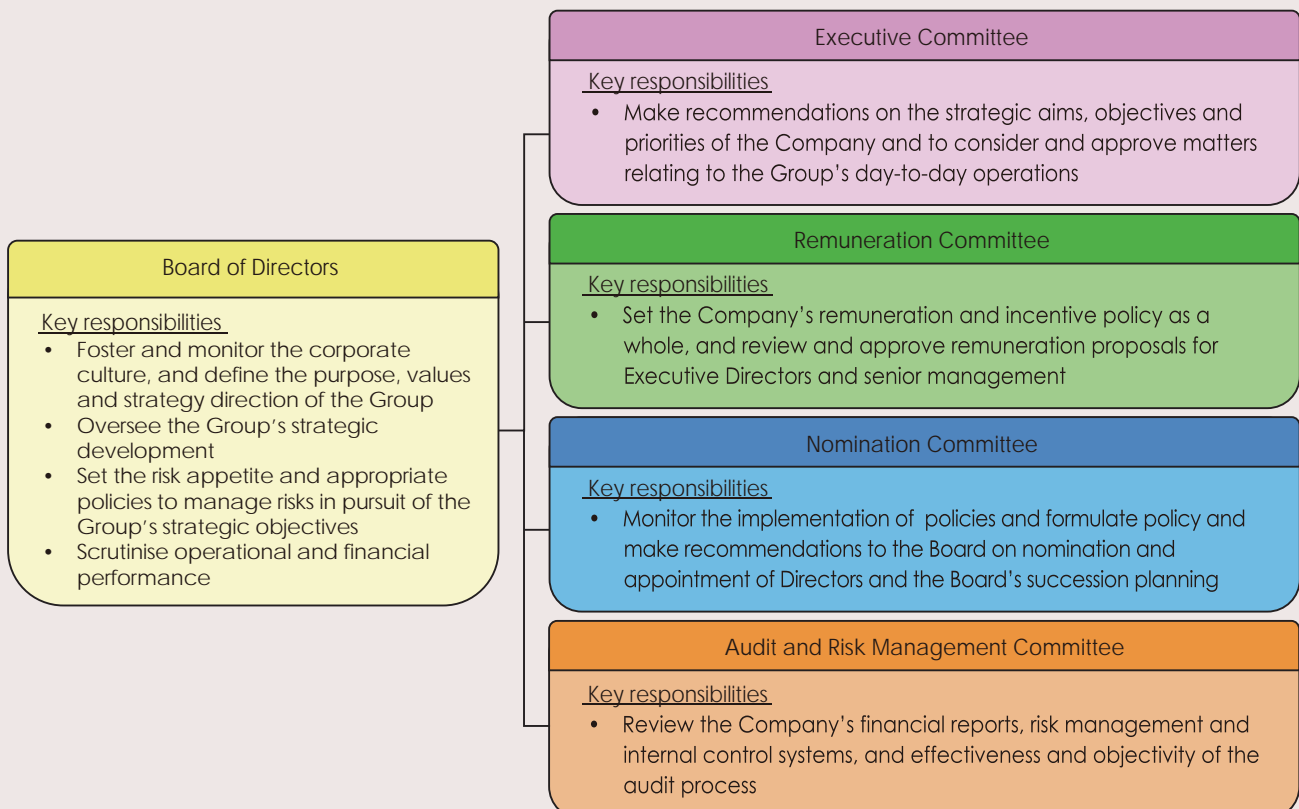 Board of Directors
Key responsibilities
• Foster and monitor the corporate
culture, and define the purpose, values
and strategy direction of the Group
• Oversee the Group's strategic
development
• Set the risk appetite and appropriate
policies to manage risks in pursuit of the
Group's strategic objectives
• Scrutinise operational and financial
performance
Executive Committee
Key responsibilities
• Make recommendations on the strategic aims, objectives and
priorities of the Company and to consider and approve matters
relating to the Group's day-to-day operations
Remuneration Committee
Key responsibilities
• Set the Company's remuneration and incentive policy as a
whole, and review and approve remuneration proposals for
Executive Directors and senior management
Nomination Committee
Key responsibilities
• Monitor the implementation of policies and formulate policy and
make recommendations to the Board on nomination and
appointment of Directors and the Board's succession planning
Audit and Risk Management Committee
Key responsibilities
• Review the Company's financial reports, risk management and
internal control systems, and effectiveness and objectivity of the
audit process